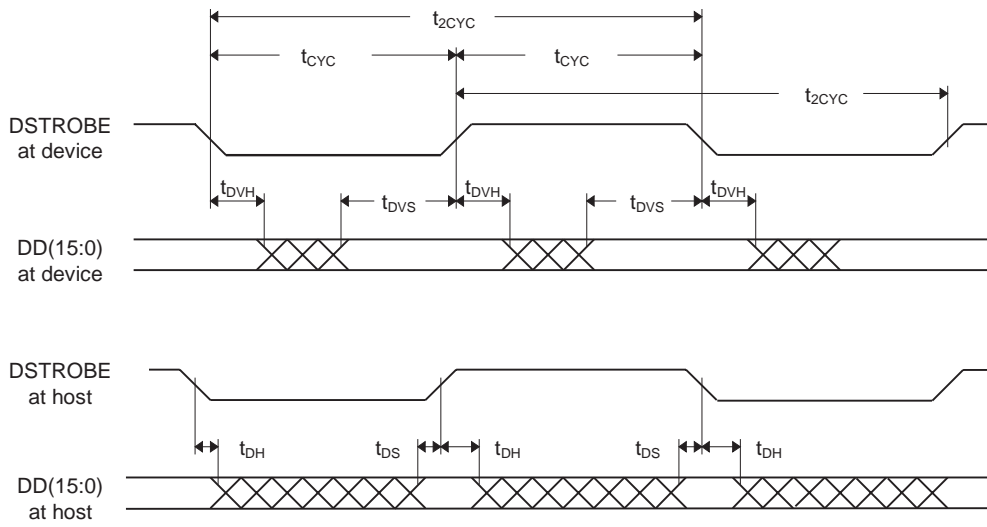 t2CYC
tCYC tCYC
t2CYC
DSTROBE
at device
tDVH tDVS tDVH tDVS tDVH
DD(15:0)
at device
DSTROBE
at host
tDH tDS tDH tDS tDH
DD(15:0)
at host